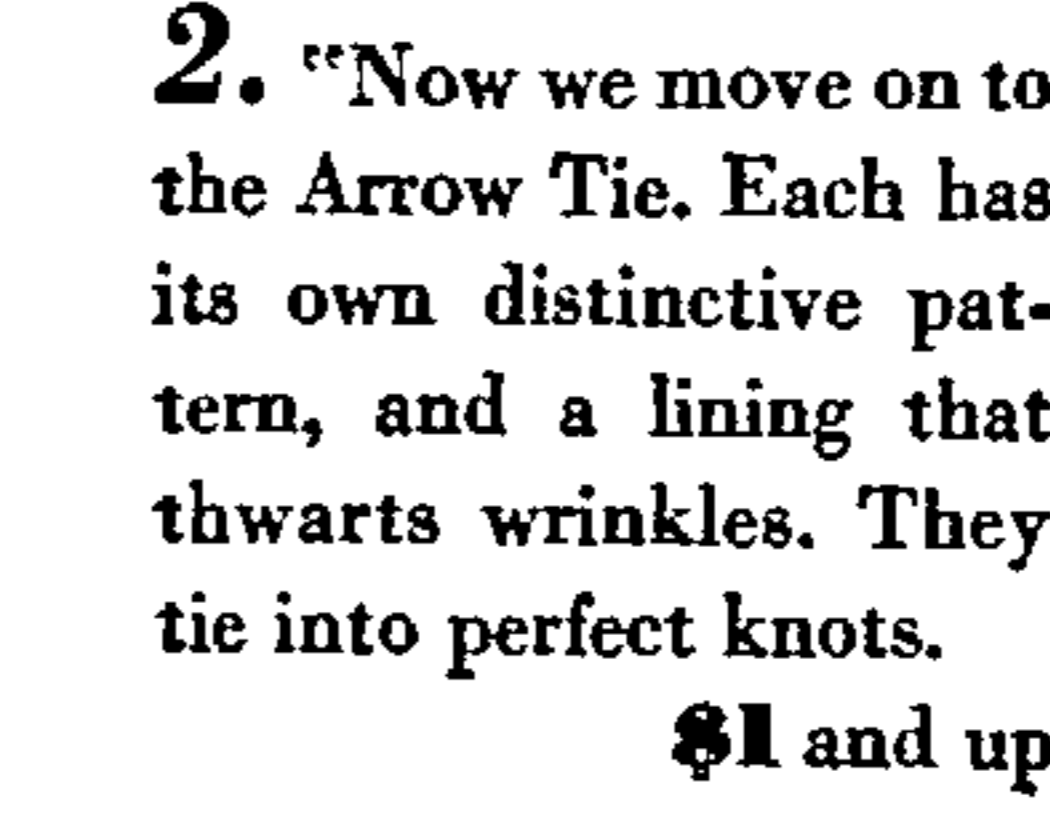 2. "Now we move on to
the Arrow Tie. Each has
its own distinctive pat-
tern, and a lining that
thwarts wrinkles. They
tie into perfect knots.
$1 and up